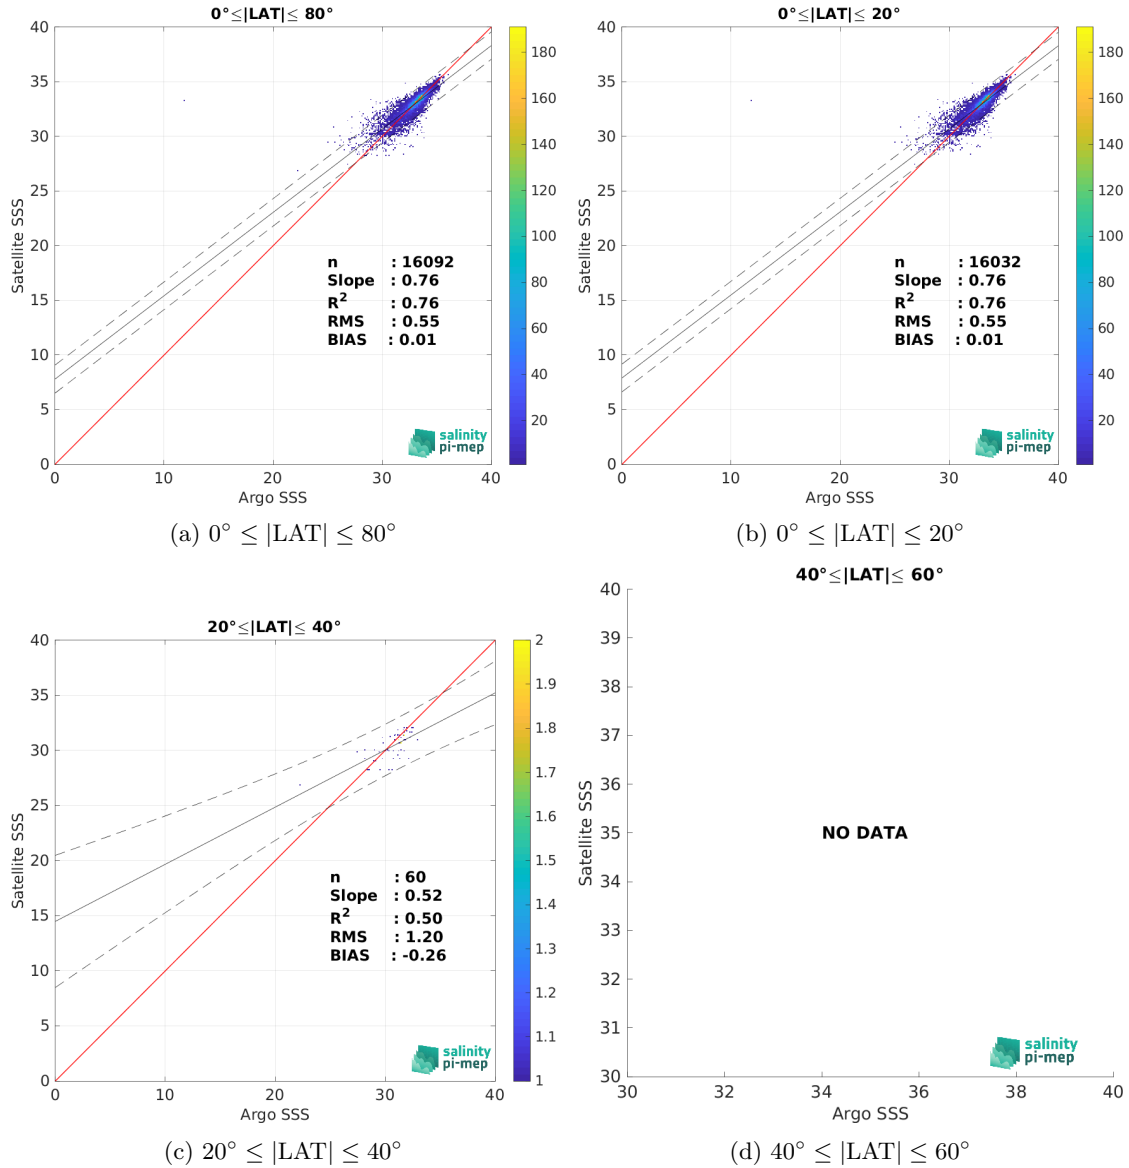 0°≤|LAT|≤ 80°
40
35
30
25
20
15
10
5
0
Satellite SSS
n : 16092
Slope : 0.76
R² : 0.76
RMS : 0.55
BIAS : 0.01
salinity
pi-mep
0 10 20 30 40
Argo SSS
180
160
140
120
100
80
60
40
20
(a) 0° ≤ |LAT| ≤ 80°
0°≤|LAT|≤ 20°
40
35
30
25
20
15
10
5
0
Satellite SSS
n : 16032
Slope : 0.76
R² : 0.76
RMS : 0.55
BIAS : 0.01
salinity
pi-mep
0 10 20 30 40
Argo SSS
180
160
140
120
100
80
60
40
20
(b) 0° ≤ |LAT| ≤ 20°
20°≤|LAT|≤ 40°
40
35
30
25
20
15
10
5
0
Satellite SSS
n : 60
Slope : 0.52
R² : 0.50
RMS : 1.20
BIAS : -0.26
salinity
pi-mep
0 10 20 30 40
Argo SSS
2
1.9
1.8
1.7
1.6
1.5
1.4
1.3
1.2
1.1
1
(c) 20° ≤ |LAT| ≤ 40°
40°≤|LAT|≤ 60°
40
39
38
37
36
35
34
33
32
31
30
Satellite SSS
NO DATA
salinity
pi-mep
30 32 34 36 38 40
Argo SSS
(d) 40° ≤ |LAT| ≤ 60°